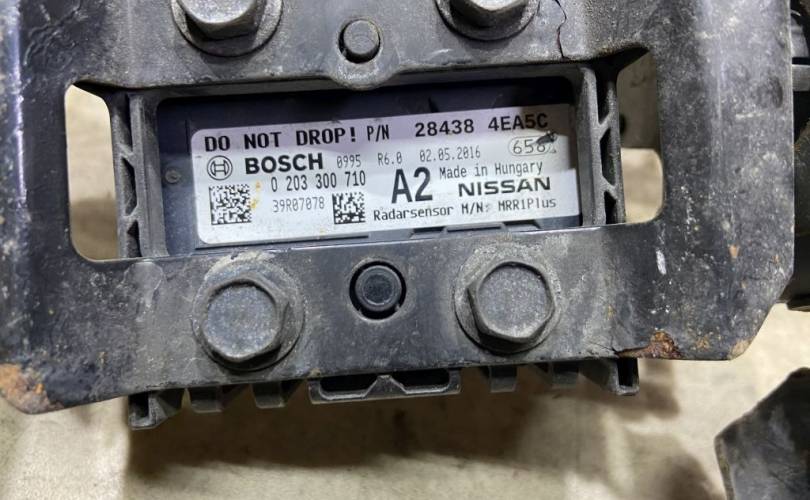 DO NOT DROP! P/N 28438 4EA5C
BOSCH 0995 R6.0 02.05.2016
0 203 300 710 A2 Made in Hungary
39R07078 NISSAN
Radarsensor M/N: MRR1Plus